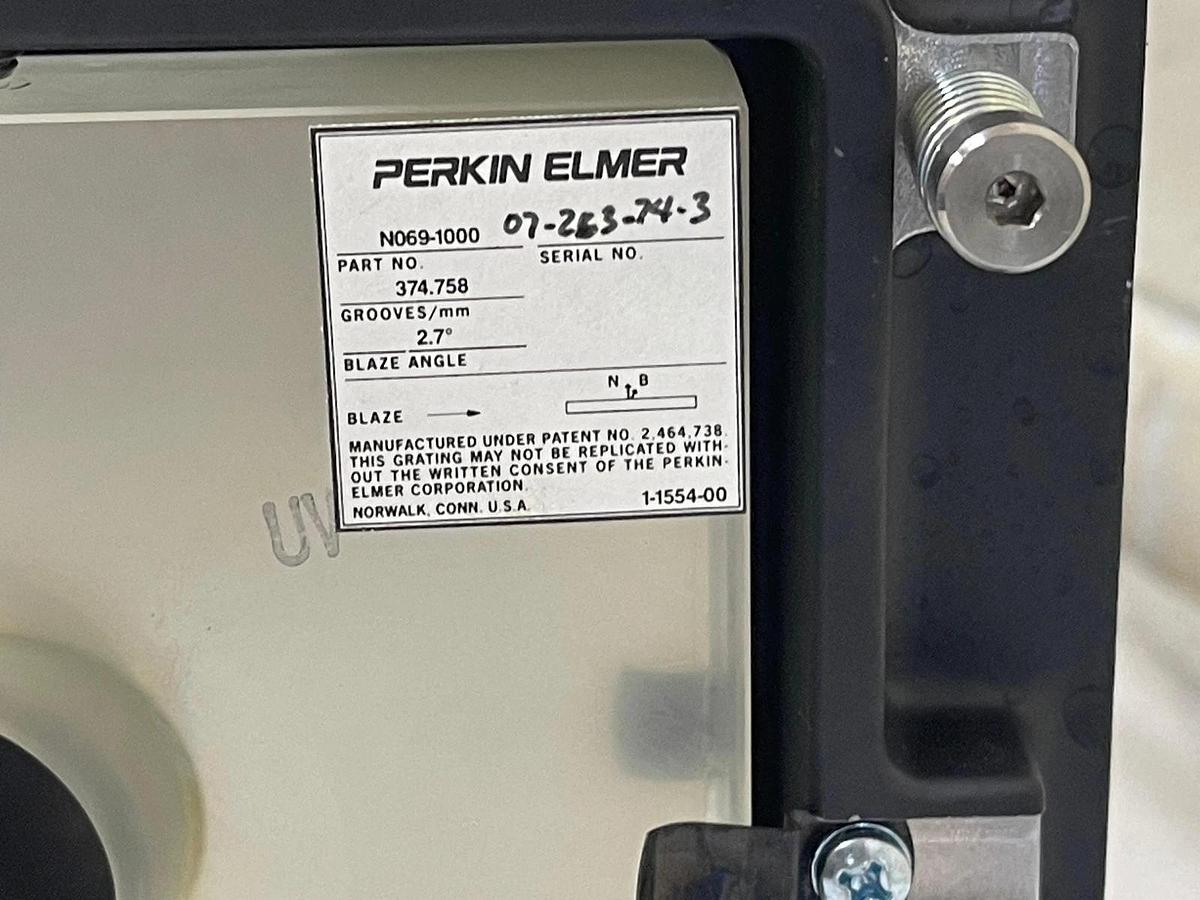 PERKIN ELMER
N069-1000 07-263-74-3
PART NO. SERIAL NO.
374.758
GROOVES/mm
2.7°
BLAZE ANGLE
N B
BLAZE
MANUFACTURED UNDER PATENT NO. 2,464,738.
THIS GRATING MAY NOT BE REPLICATED WITH-
OUT THE WRITTEN CONSENT OF THE PERKIN-
ELMER CORPORATION.
NORWALK, CONN. U.S.A. 1-1554-00
UV